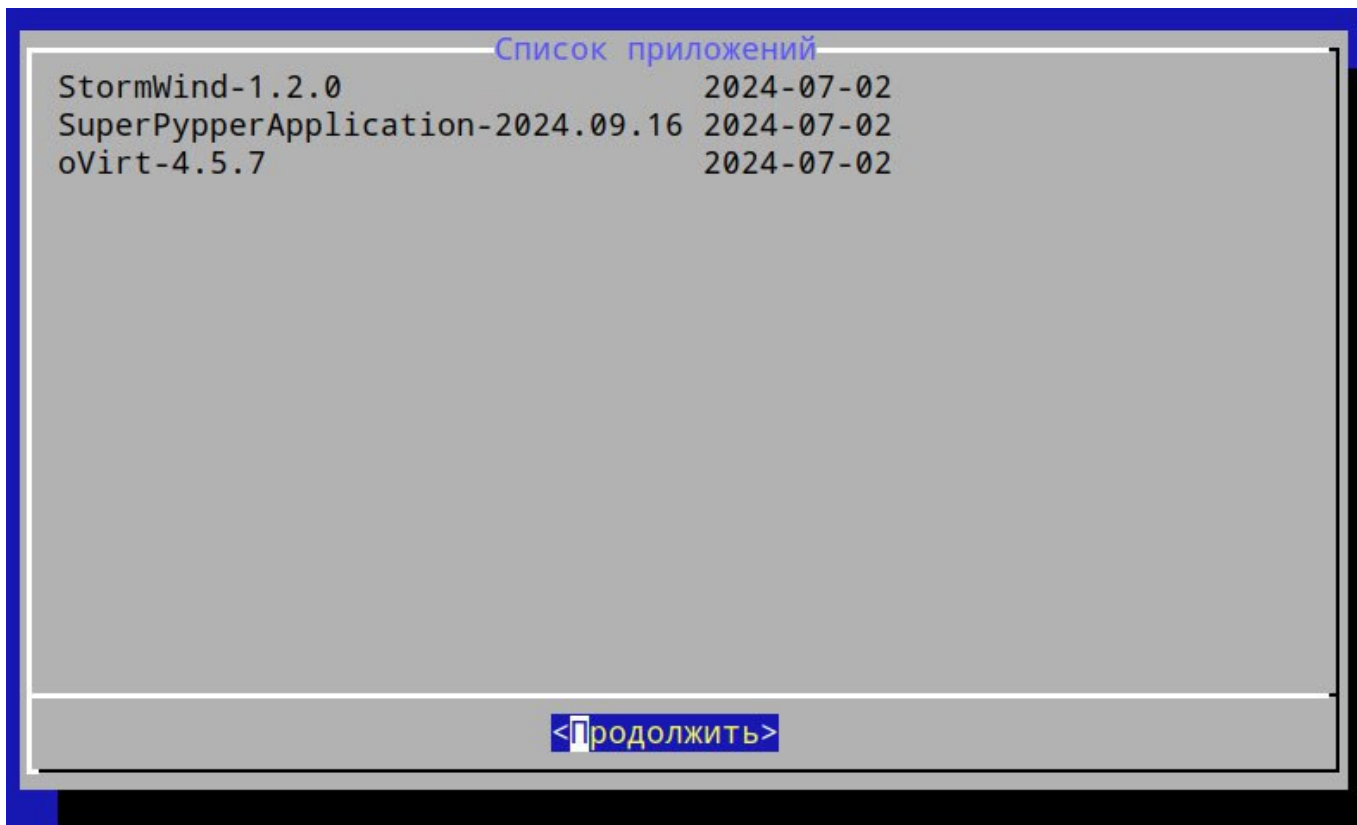 Список приложений
StormWind-1.2.0 2024-07-02
SuperPypperApplication-2024.09.16 2024-07-02
oVirt-4.5.7 2024-07-02
<Продолжить>